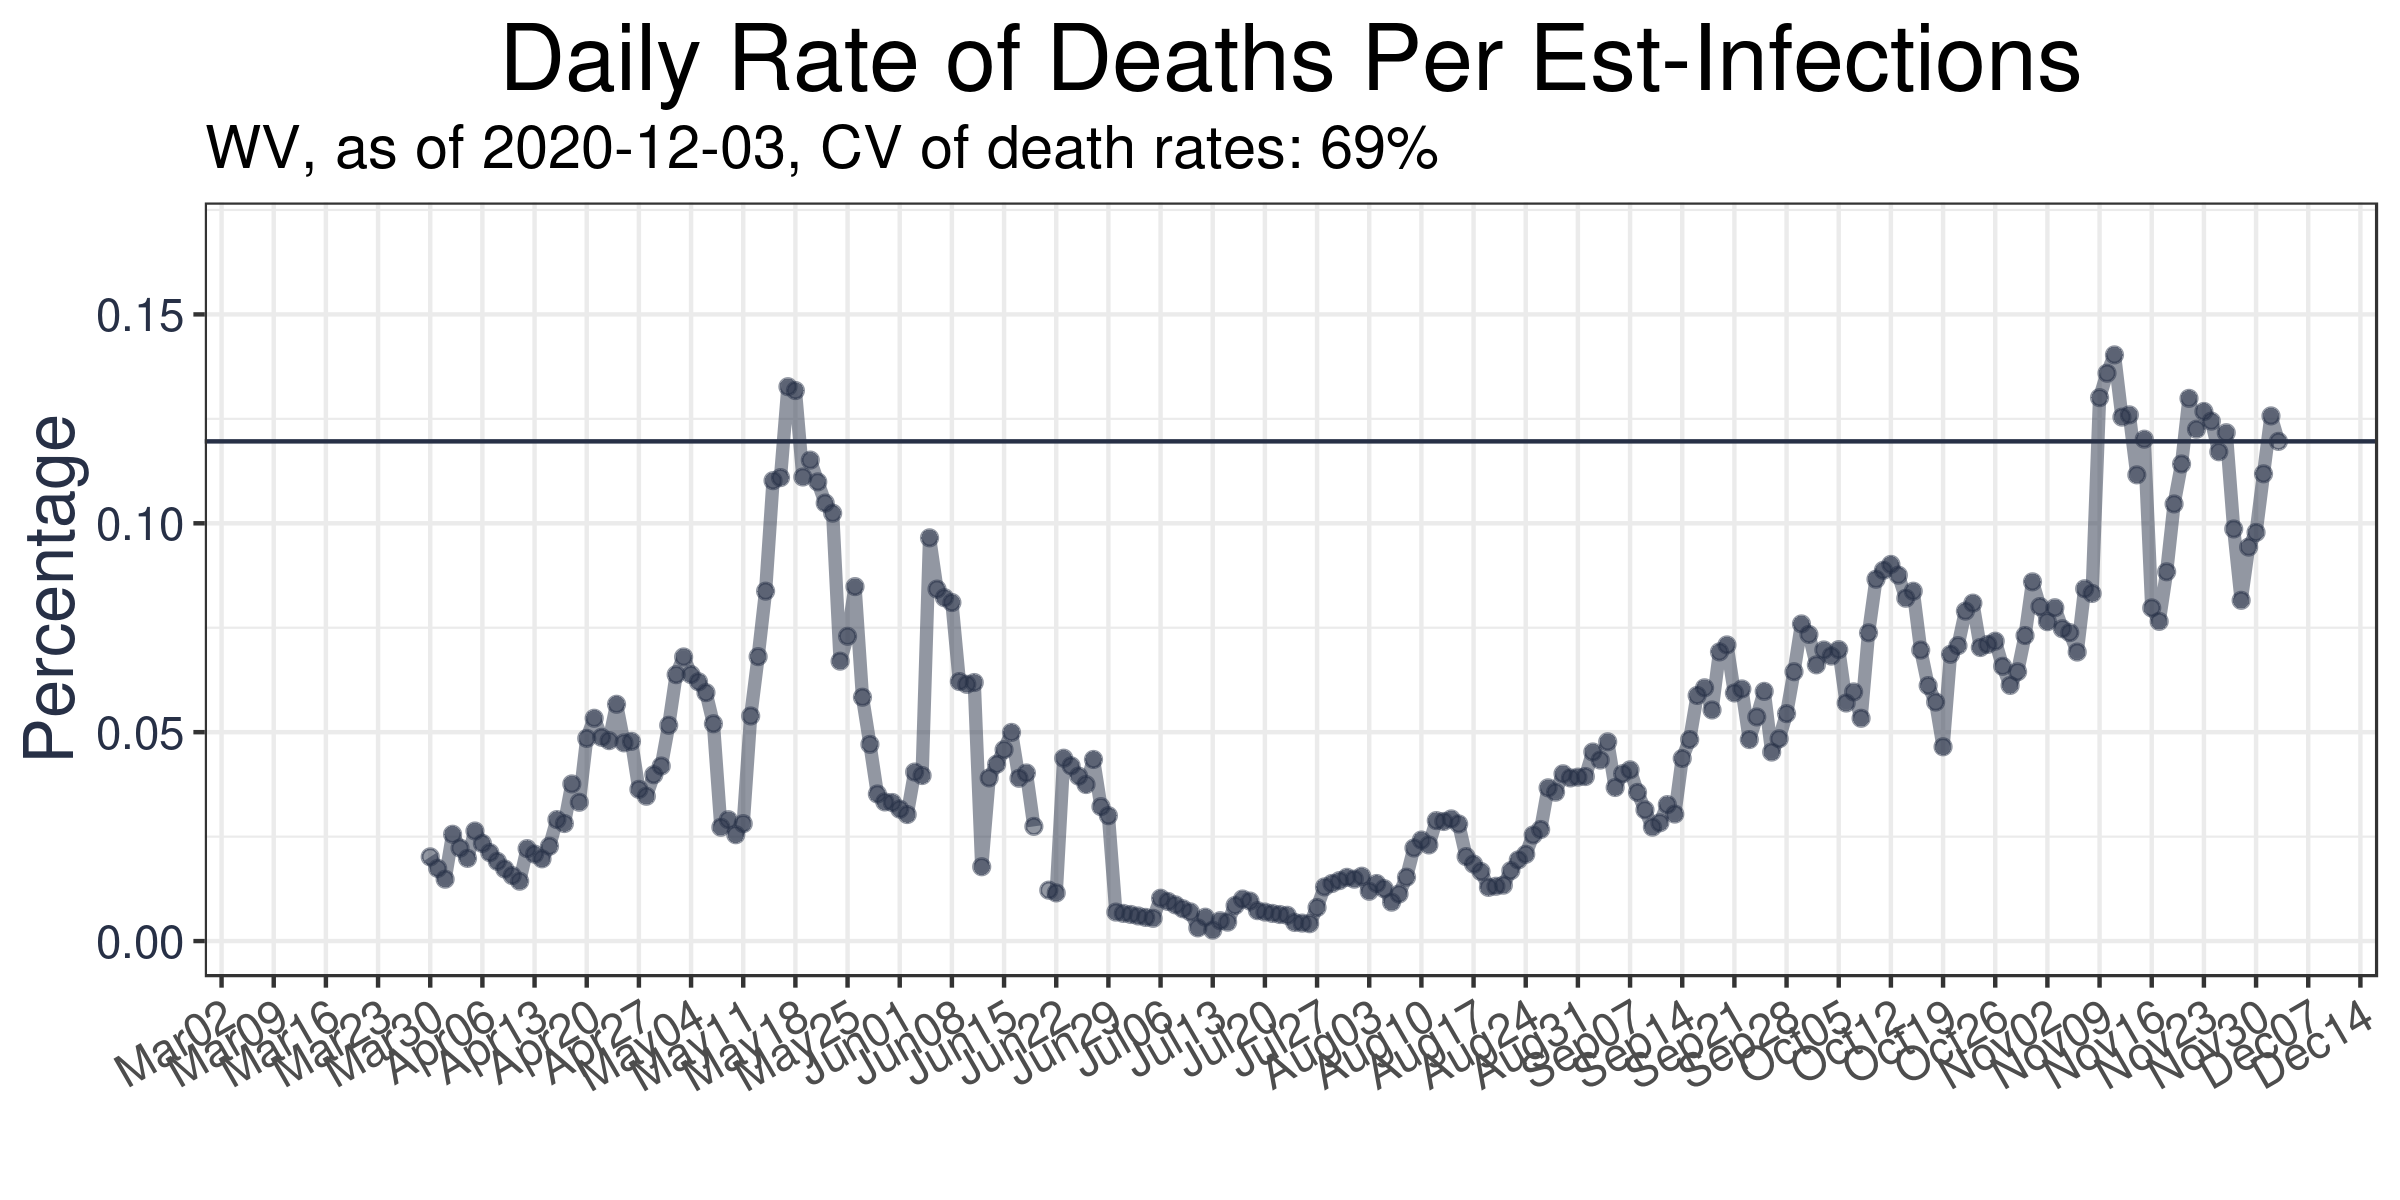 Daily Rate of Deaths Per Est-Infections
WV, as of 2020-12-03, CV of death rates: 69%
Percentage
0.15
0.10
0.05
0.00
Mar02
Mar09
Mar16
Mar23
Mar30
Apr06
Apr13
Apr20
Apr27
May04
May11
May18
May25
Jun01
Jun08
Jun15
Jun22
Jun29
Jul06
Jul13
Jul20
Jul27
Aug03
Aug10
Aug17
Aug24
Aug31
Sep07
Sep14
Sep21
Sep28
Oct05
Oct12
Oct19
Oct26
Nov02
Nov09
Nov16
Nov23
Nov30
Dec07
Dec14